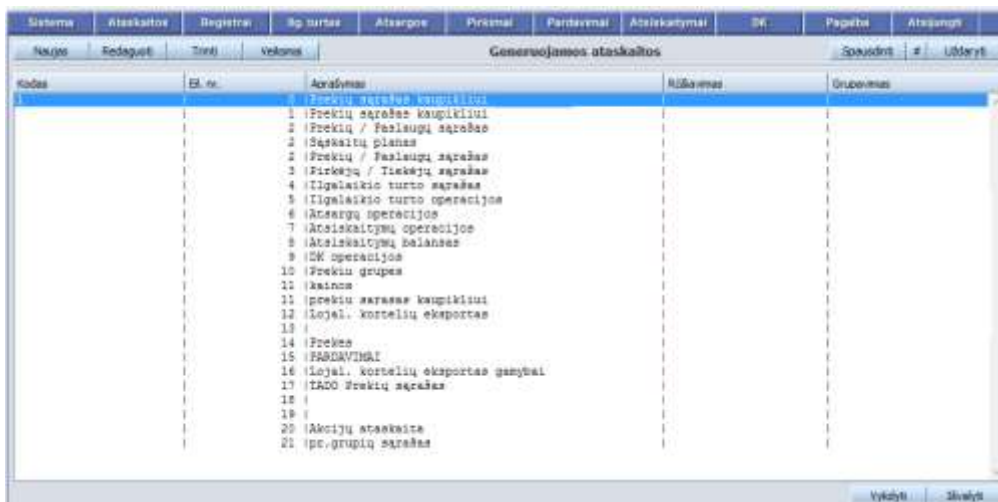 Sistema Ataskaitos Registrai Ilg.turtas Atsargos Pirkimai Pardavimai Atsiskaitymai DK Pagalba Atsijungti
Naujas Redaguoti Trinti Veiksmai Generuojamos ataskaitos Spausdinti # Uždaryti
Kodas Eil. nr. Aprašymas Rūšiavimas Grupavimas
0 |Prekių sąrašas kaupikliui
1 |Prekių sąrašas kaupikliui
2 |Prekių / Paslaugų sąrašas
2 |Sąskaitų planas
2 |Prekių / Paslaugų sąrašas
3 |Pirkėjų / Tiekėjų sąrašas
4 |Ilgalaikio turto sąrašas
5 |Ilgalaikio turto operacijos
6 |Atsargų operacijos
7 |Atsiskaitymų operacijos
8 |Atsiskaitymų balansas
9 |DK operacijos
10 |Prekiu grupes
11 |kainos
11 |prekiu sarasas kaupikliui
12 |Lojal. kortelių eksportas
13 |
14 |Prekes
15 |PARDAVIMAI
16 |Lojal. kortelių eksportas gamybai
17 |TADO Prekių sąrašas
18 |
19 |
20 |Akcijų ataskaita
21 |pr.grupių sąrašas
Vykdyti Išvalyti